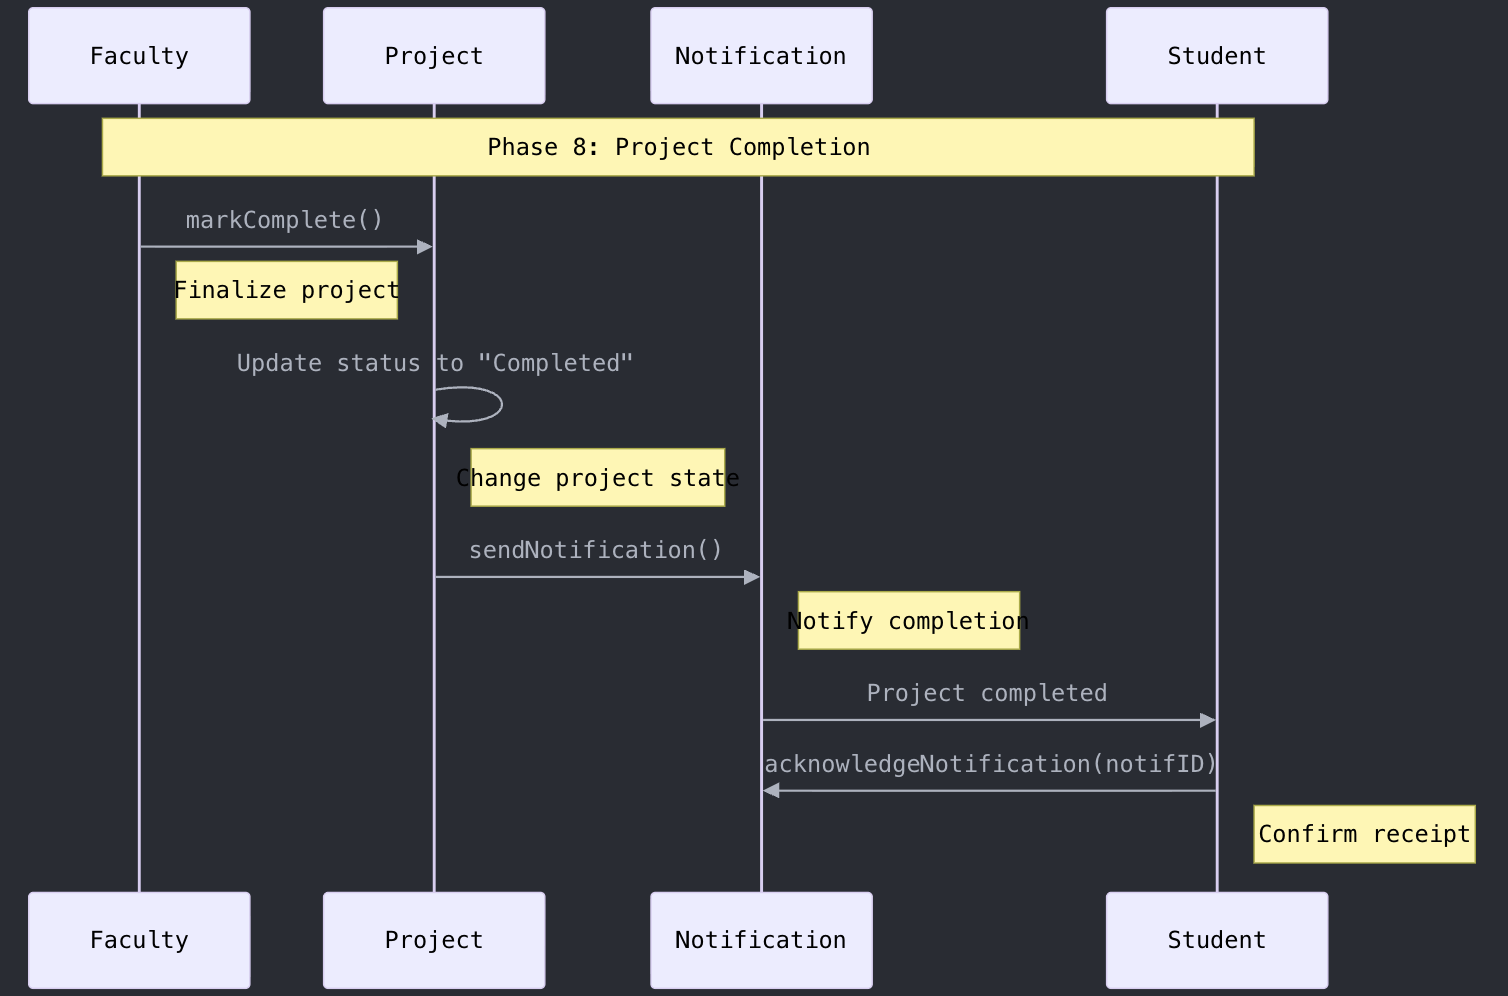 Faculty
Project
Notification
Student
Phase 8: Project Completion
markComplete()
Finalize project
Update status to "Completed"
Change project state
sendNotification()
Notify completion
Project completed
acknowledgeNotification(notifID)
Confirm receipt
Faculty
Project
Notification
Student